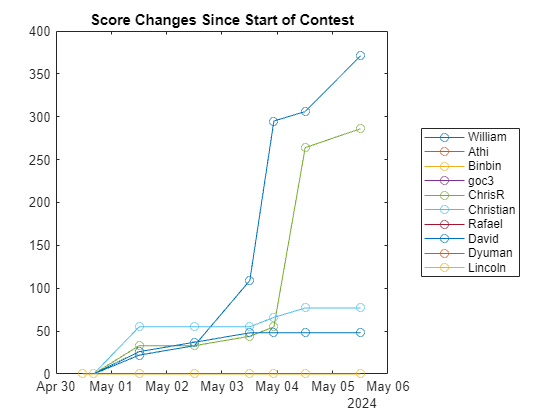 Score Changes Since Start of Contest
400
350
300
250
200
150
100
50
0
Apr 30 May 01 May 02 May 03 May 04 May 05 May 06
2024
William
Athi
Binbin
goc3
ChrisR
Christian
Rafael
David
Dyuman
Lincoln